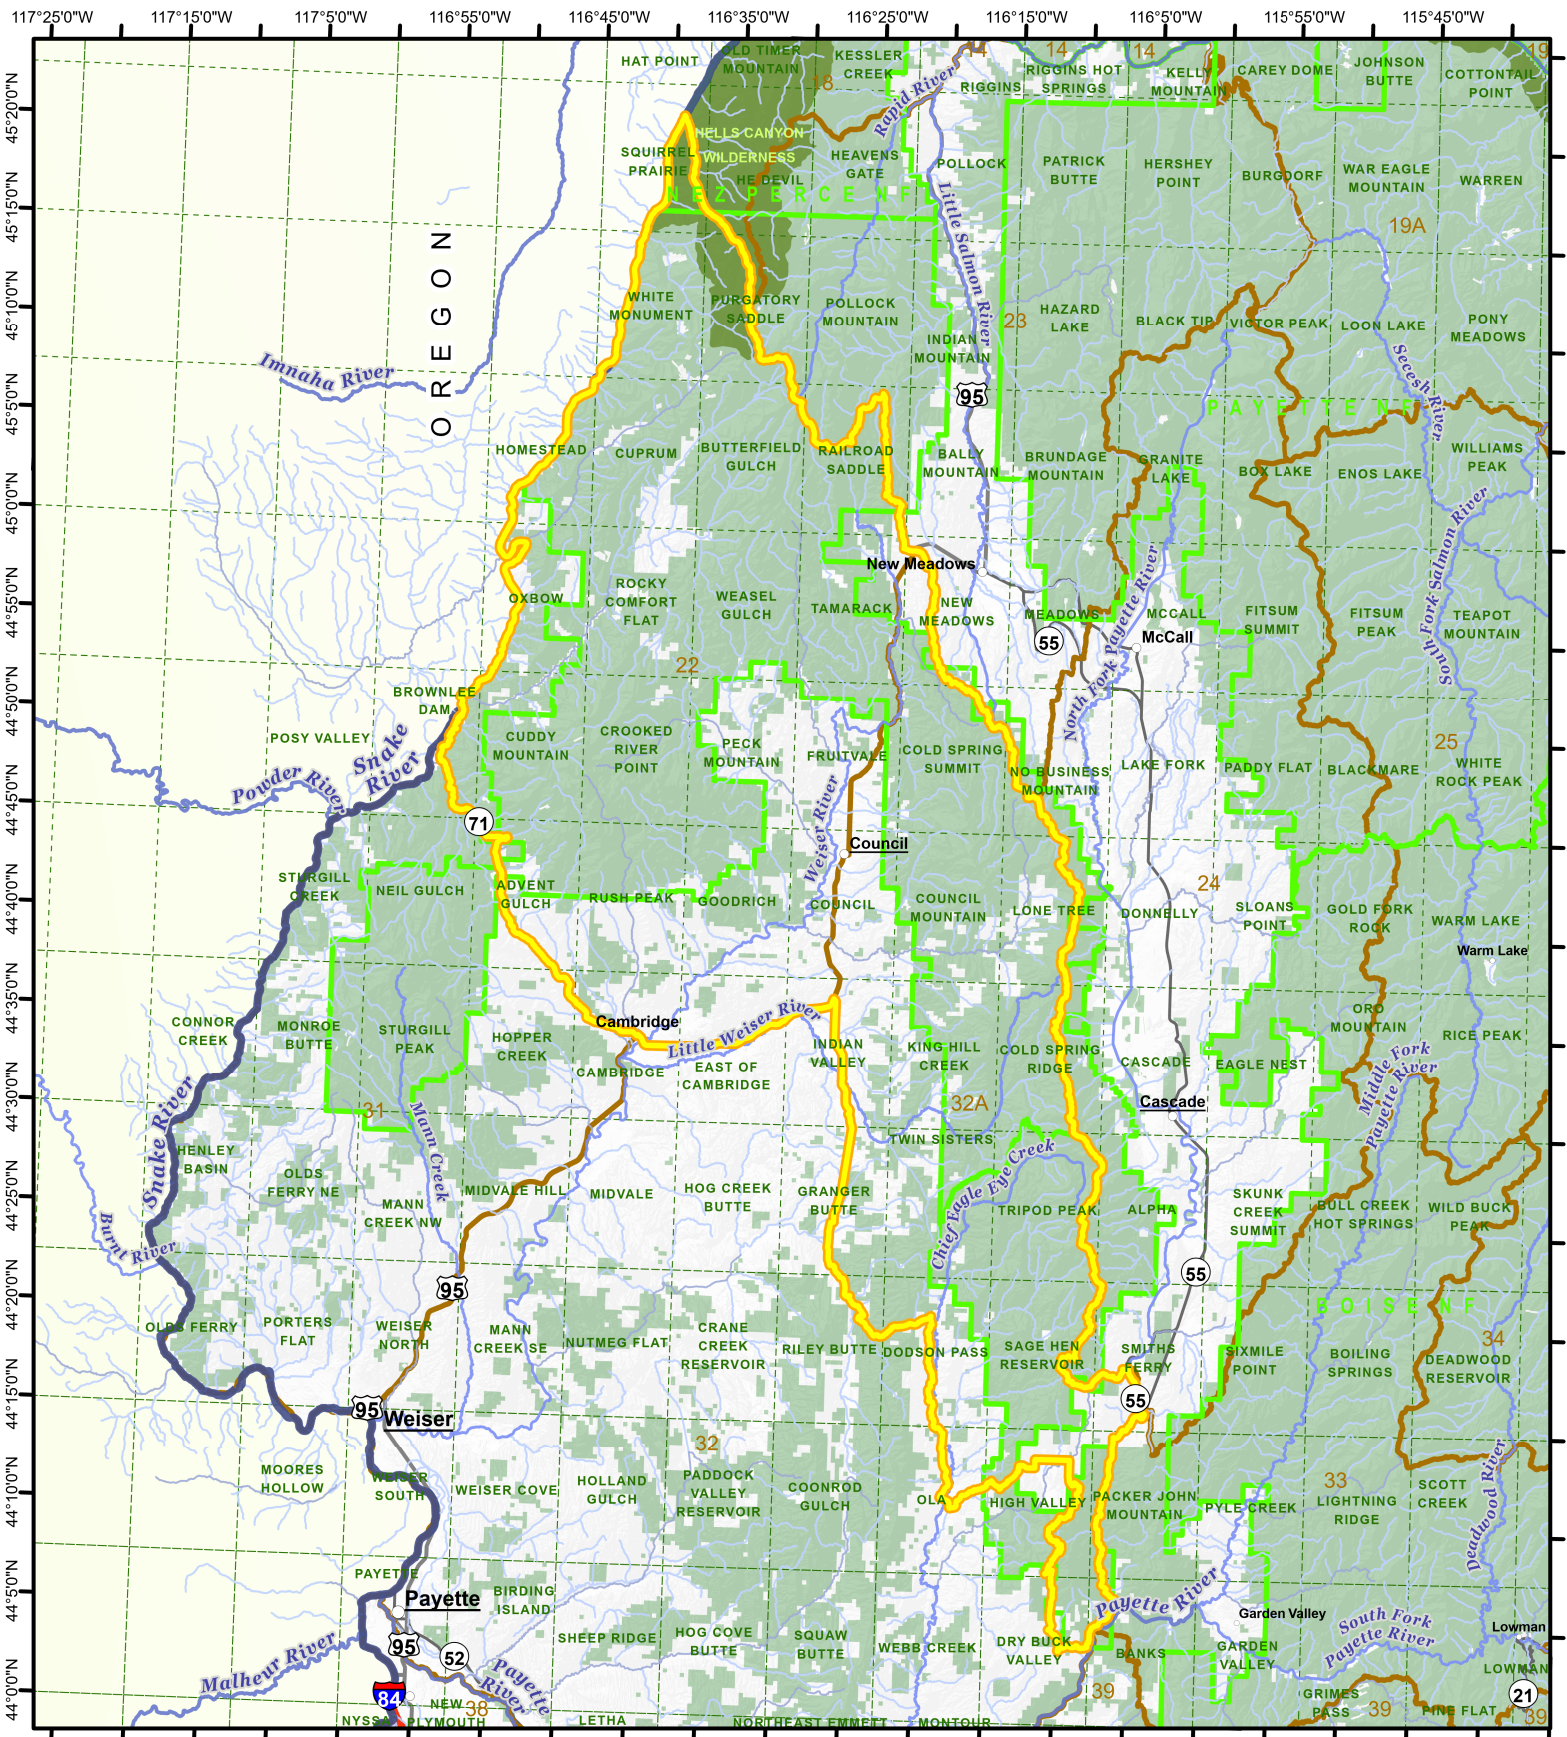 117°25'0"W 117°15'0"W 117°5'0"W 116°55'0"W 116°45'0"W 116°35'0"W 116°25'0"W 116°15'0"W 116°5'0"W 115°55'0"W 115°45'0"W
45°20'0"N
45°15'0"N
45°10'0"N
45°5'0"N
45°0'0"N
44°55'0"N
44°50'0"N
44°45'0"N
44°40'0"N
44°35'0"N
44°30'0"N
44°25'0"N
44°20'0"N
44°15'0"N
44°10'0"N
44°5'0"N
44°0'0"N
HAT POINT
OLD TIMER
MOUNTAIN
KESSLER
CREEK
14
14
14
19
18
RIGGINS
RIGGINS HOT
SPRINGS
KELLY
MOUNTAIN
CAREY DOME
JOHNSON
BUTTE
COTTONTAIL
POINT
Rapid River
HELLS CANYON
WILDERNESS
SQUIRREL
PRAIRIE
HE DEVIL
HEAVENS
GATE
POLLOCK
PATRICK
BUTTE
HERSHEY
POINT
BURGDORF
WAR EAGLE
MOUNTAIN
WARREN
NEZ PERCE NF
19A
OREGON
Little Salmon River
WHITE
MONUMENT
PURGATORY
SADDLE
POLLOCK
MOUNTAIN
INDIAN
MOUNTAIN
23
HAZARD
LAKE
BLACK TIP
VICTOR PEAK
LOON LAKE
PONY
MEADOWS
Imnaha River
Secesh River
95
PAYETTE NF
HOMESTEAD
CUPRUM
BUTTERFIELD
GULCH
RAILROAD
SADDLE
BALLY
MOUNTAIN
BRUNDAGE
MOUNTAIN
GRANITE
LAKE
BOX LAKE
ENOS LAKE
WILLIAMS
PEAK
South Fork Salmon River
New Meadows
OXBOW
ROCKY
COMFORT
FLAT
WEASEL
GULCH
TAMARACK
NEW
MEADOWS
MEADOWS
55
MCCALL
McCall
FITSUM
SUMMIT
FITSUM
PEAK
TEAPOT
MOUNTAIN
North Fork Payette River
22
BROWNLEE
DAM
POSY VALLEY
Snake
River
Powder River
CUDDY
MOUNTAIN
CROOKED
RIVER
POINT
PECK
MOUNTAIN
FRUITVALE
COLD SPRING
SUMMIT
NO BUSINESS
MOUNTAIN
LAKE FORK
PADDY FLAT
BLACKMARE
25
WHITE
ROCK PEAK
71
Weiser River
Council
STURGILL
CREEK
NEIL GULCH
ADVENT
GULCH
RUSH PEAK
GOODRICH
COUNCIL
COUNCIL
MOUNTAIN
LONE TREE
DONNELLY
24
SLOANS
POINT
GOLD FORK
ROCK
WARM LAKE
Warm Lake
CONNOR
CREEK
MONROE
BUTTE
STURGILL
PEAK
HOPPER
CREEK
Cambridge
CAMBRIDGE
Little Weiser River
EAST OF
CAMBRIDGE
INDIAN
VALLEY
KING HILL
CREEK
COLD SPRING
RIDGE
CASCADE
EAGLE NEST
ORO
MOUNTAIN
RICE PEAK
Middle Fork
Payette River
Cascade
31
32A
TWIN SISTERS
Snake River
Mann Creek
HENLEY
BASIN
OLDS
FERRY NE
MANN
CREEK NW
MIDVALE HILL
MIDVALE
HOG CREEK
BUTTE
GRANGER
BUTTE
Chief Eagle Eye Creek
TRIPOD PEAK
ALPHA
SKUNK
CREEK
SUMMIT
BULL CREEK
HOT SPRINGS
WILD BUCK
PEAK
Burnt River
95
55
BOISE NF
OLDS FERRY
PORTERS
FLAT
WEISER
NORTH
MANN
CREEK SE
NUTMEG FLAT
CRANE
CREEK
RESERVOIR
RILEY BUTTE
DODSON PASS
SAGE HEN
RESERVOIR
SMITHS
FERRY
SIXMILE
POINT
BOILING
SPRINGS
34
DEADWOOD
RESERVOIR
55
95
Weiser
32
MOORES
HOLLOW
WEISER
SOUTH
WEISER COVE
HOLLAND
GULCH
PADDOCK
VALLEY
RESERVOIR
COONROD
GULCH
OLA
HIGH VALLEY
PACKER JOHN
MOUNTAIN
PYLE CREEK
33
LIGHTNING
RIDGE
SCOTT
CREEK
Deadwood River
PAYETTE
Payette
BIRDING
ISLAND
Payette River
Garden Valley
South Fork
Payette River
Lowman
95
52
SHEEP RIDGE
HOG COVE
BUTTE
SQUAW
BUTTE
WEBB CREEK
DRY BUCK
VALLEY
BANKS
GARDEN
VALLEY
LOWMAN
Malheur River
Payette
River
84
21
NEW
PLYMOUTH
38
39
GRIMES
PASS
39
PINE FLAT
39
NYSSA
LETHA
NORTHEAST EMMETT
MONTOUR